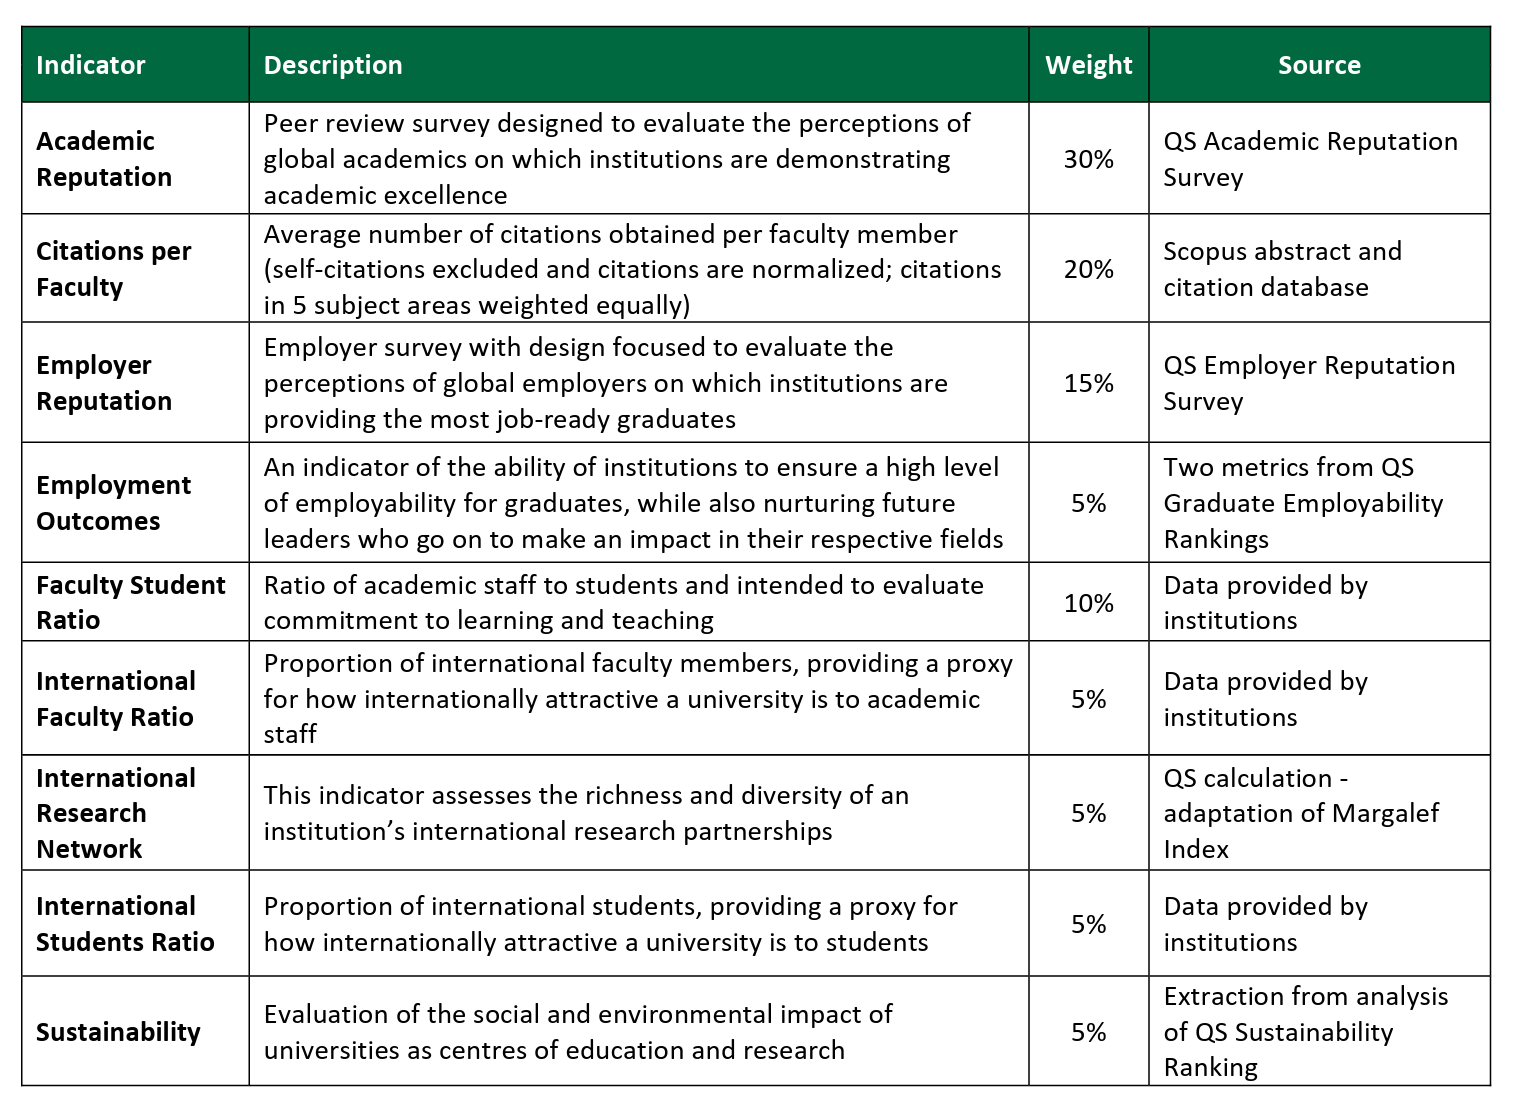 Indicator Description Weight Source
Academic
Reputation
Peer review survey designed to evaluate the perceptions of
global academics on which institutions are demonstrating
academic excellence
30%
QS Academic Reputation
Survey
Citations per
Faculty
Average number of citations obtained per faculty member
(self-citations excluded and citations are normalized; citations
in 5 subject areas weighted equally)
20%
Scopus abstract and
citation database
Employer
Reputation
Employer survey with design focused to evaluate the
perceptions of global employers on which institutions are
providing the most job-ready graduates
15%
QS Employer Reputation
Survey
Employment
Outcomes
An indicator of the ability of institutions to ensure a high level
of employability for graduates, while also nurturing future
leaders who go on to make an impact in their respective fields
5%
Two metrics from QS
Graduate Employability
Rankings
Faculty Student
Ratio
Ratio of academic staff to students and intended to evaluate
commitment to learning and teaching
10%
Data provided by
institutions
International
Faculty Ratio
Proportion of international faculty members, providing a proxy
for how internationally attractive a university is to academic
staff
5%
Data provided by
institutions
International
Research
Network
This indicator assesses the richness and diversity of an
institution’s international research partnerships
5%
QS calculation -
adaptation of Margalef
Index
International
Students Ratio
Proportion of international students, providing a proxy for
how internationally attractive a university is to students
5%
Data provided by
institutions
Sustainability
Evaluation of the social and environmental impact of
universities as centres of education and research
5%
Extraction from analysis
of QS Sustainability
Ranking